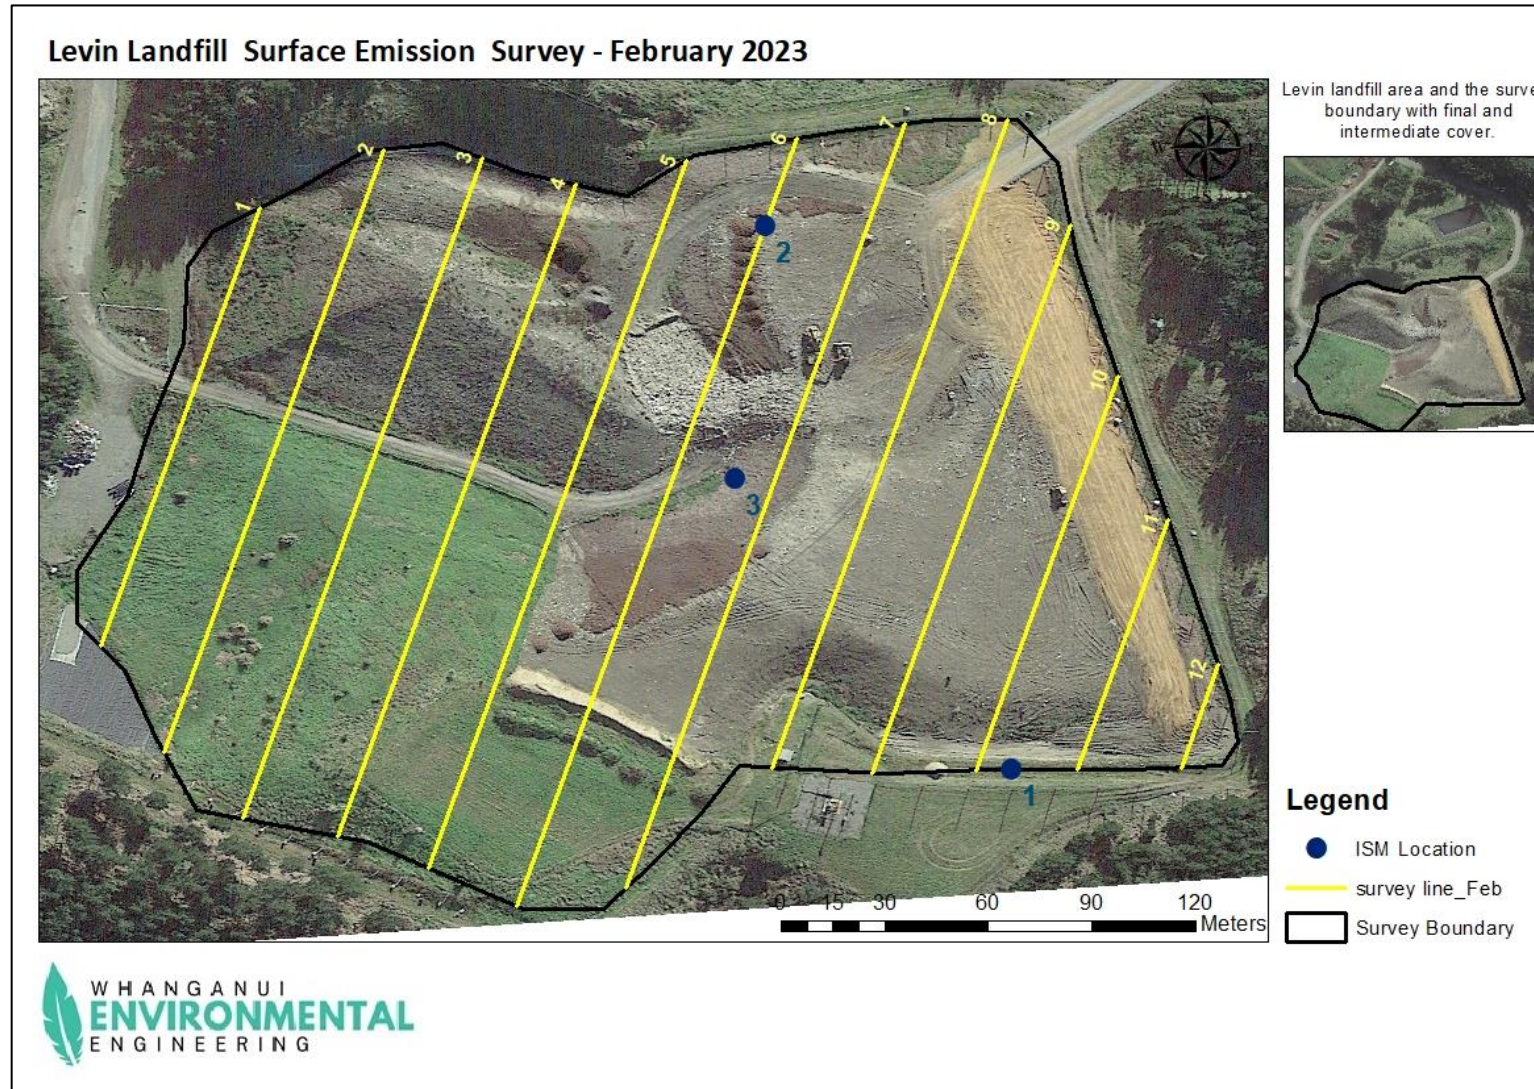 Levin Landfill Surface Emission Survey - February 2023
Levin landfill area and the surve
boundary with final and
intermediate cover.
1
2
3
4
5
6
7
8
9
10
11
12
2
3
1
0 15 30 60 90 120
Meters
Legend
ISM Location
survey line_Feb
Survey Boundary
WHANGANUI
ENVIRONMENTAL
ENGINEERING